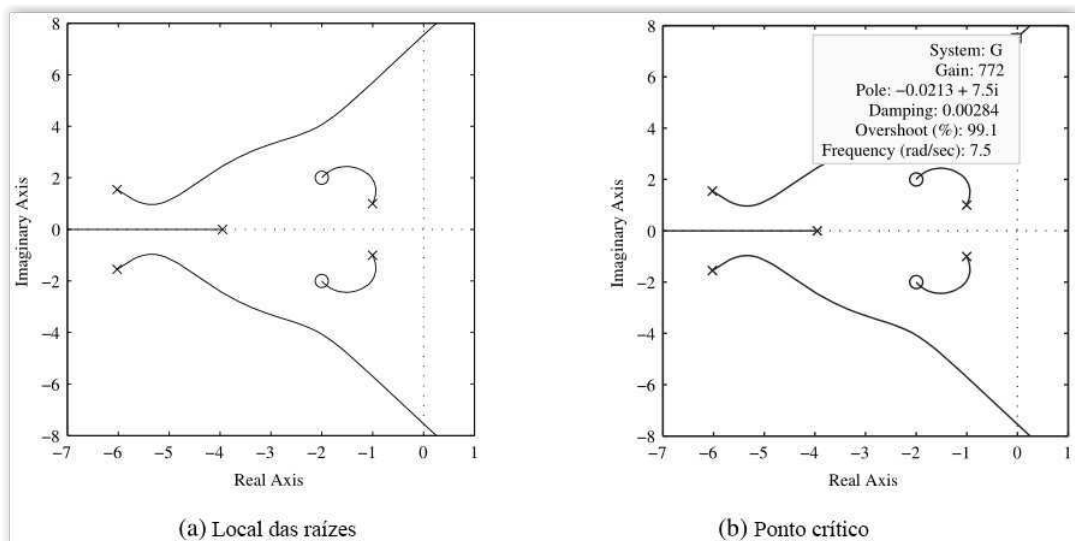 8
6
4
2
0
−2
−4
−6
−8
Imaginary Axis
−7 −6 −5 −4 −3 −2 −1 0 1
Real Axis
(a) Local das raízes
8
6
4
2
0
−2
−4
−6
−8
Imaginary Axis
System: G
Gain: 772
Pole: −0.0213 + 7.5i
Damping: 0.00284
Overshoot (%): 99.1
Frequency (rad/sec): 7.5
−7 −6 −5 −4 −3 −2 −1 0 1
Real Axis
(b) Ponto crítico